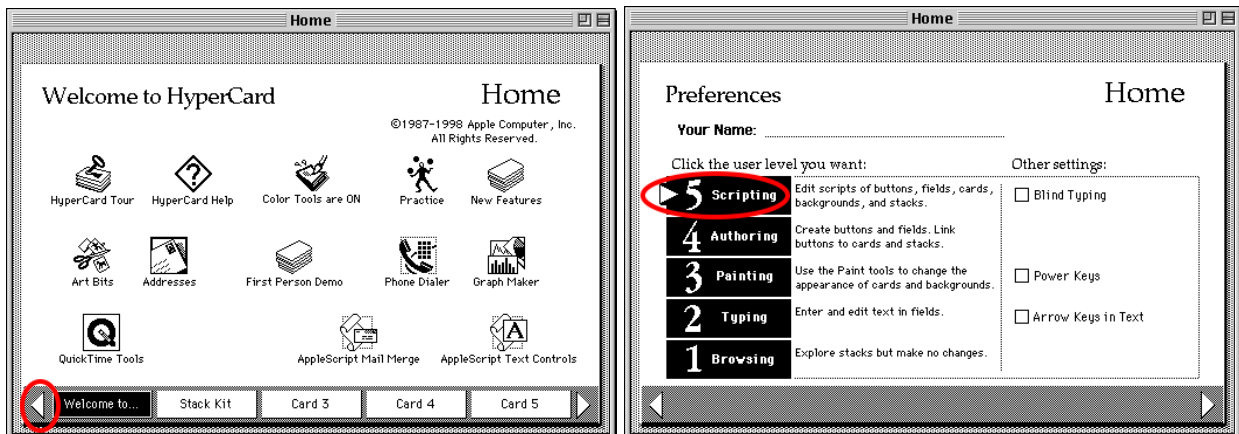 Home
Welcome to HyperCard
Home
©1987-1998 Apple Computer, Inc.
All Rights Reserved.
HyperCard Tour
HyperCard Help
Color Tools are ON
Practice
New Features
Art Bits
Addresses
First Person Demo
Phone Dialer
Graph Maker
QuickTime Tools
AppleScript Mail Merge
AppleScript Text Controls
Welcome to...
Stack Kit
Card 3
Card 4
Card 5
Home
Preferences
Home
Your Name:
Click the user level you want:
Other settings:
5 Scripting
Edit scripts of buttons, fields, cards,
backgrounds, and stacks.
Blind Typing
4 Authoring
Create buttons and fields. Link
buttons to cards and stacks.
3 Painting
Use the Paint tools to change the
appearance of cards and backgrounds.
Power Keys
2 Typing
Enter and edit text in fields.
Arrow Keys in Text
1 Browsing
Explore stacks but make no changes.